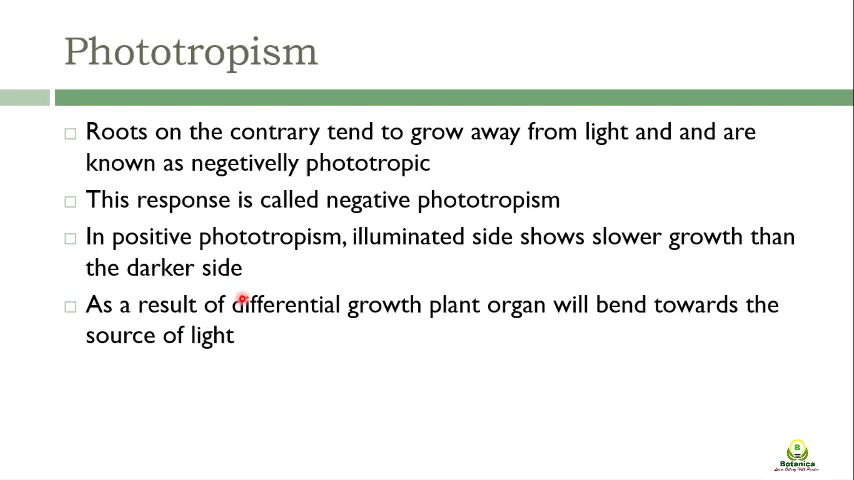 Phototropism
Roots on the contrary tend to grow away from light and and are
known as negetivelly phototropic
This response is called negative phototropism
In positive phototropism, illuminated side shows slower growth than
the darker side
As a result of differential growth plant organ will bend towards the
source of light
B
Botanica